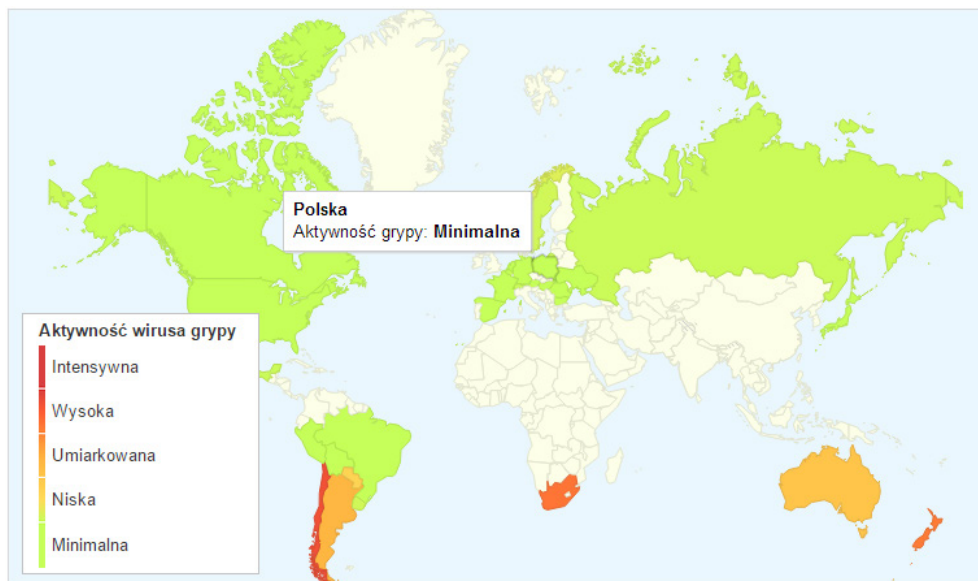 Polska
Aktywność grypy: Minimalna
Aktywność wirusa grypy
Intensywna
Wysoka
Umiarkowana
Niska
Minimalna